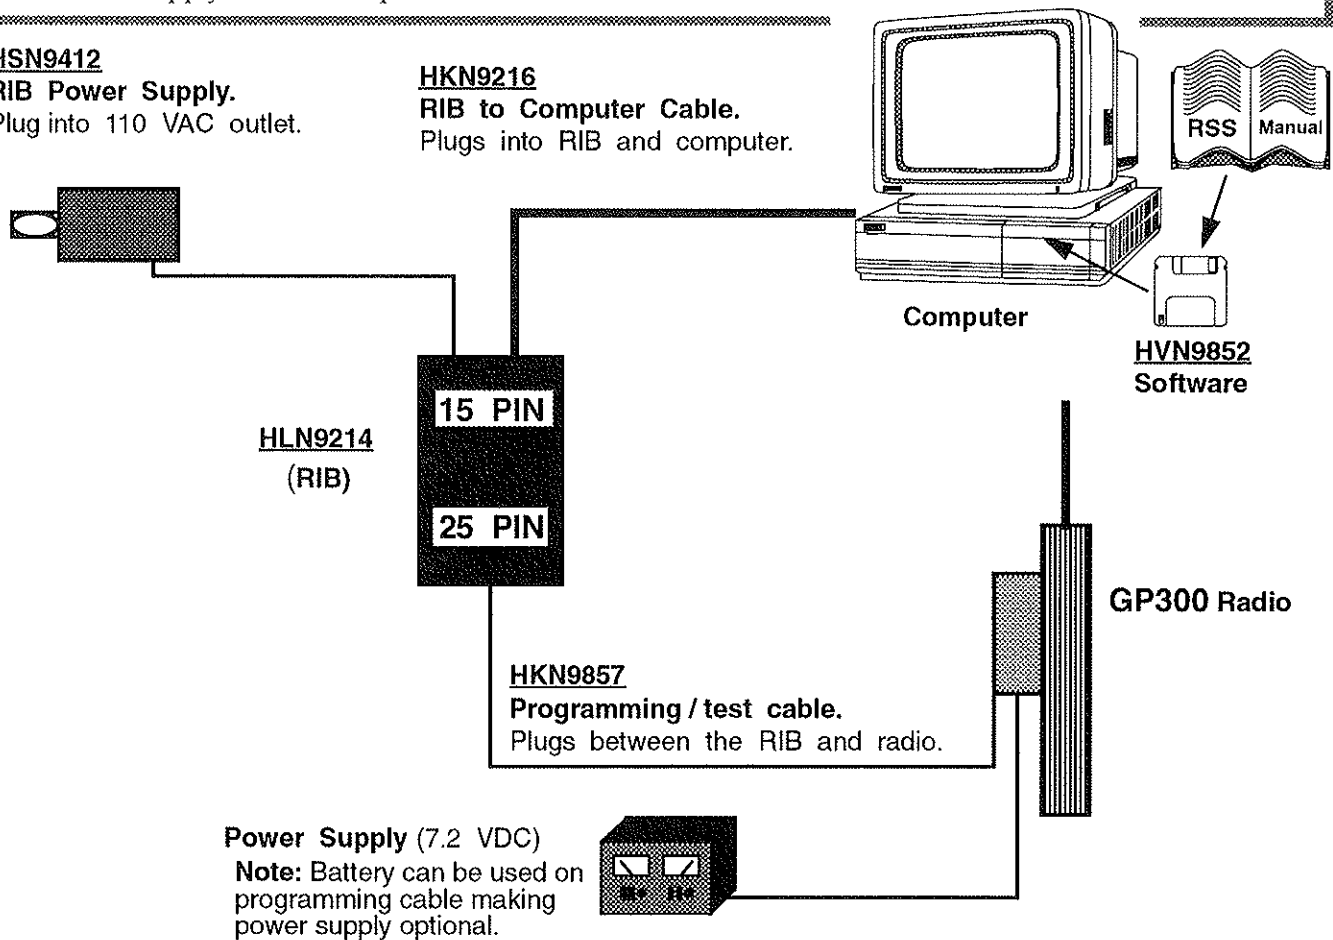 HSN9412
RIB Power Supply.
Plug into 110 VAC outlet.
HKN9216
RIB to Computer Cable.
Plugs into RIB and computer.
RSS Manual
Computer
HVN9852
Software
15 PIN
HLN9214
(RIB)
25 PIN
GP300 Radio
HKN9857
Programming / test cable.
Plugs between the RIB and radio.
Power Supply (7.2 VDC)
Note: Battery can be used on
programming cable making
power supply optional.